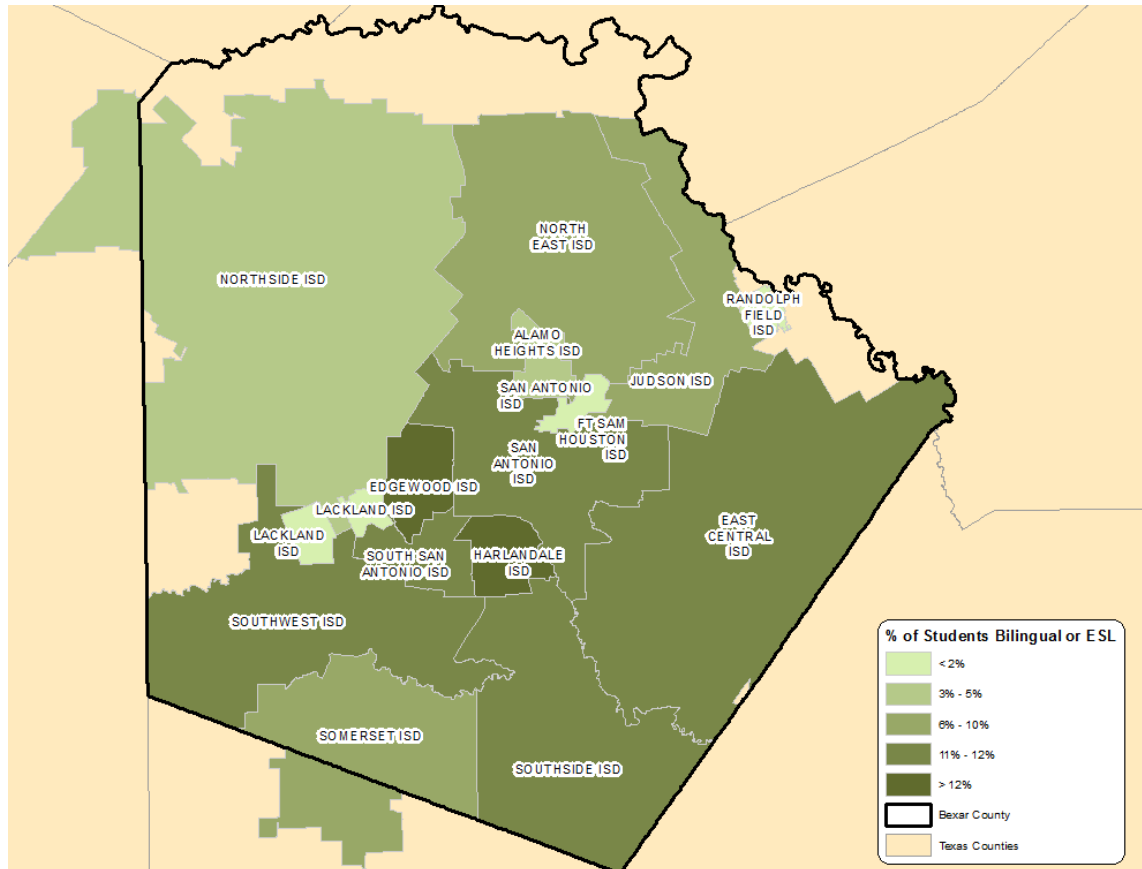 NORTH
EAST ISD
NORTHSIDE ISD
RANDOLPH
FIELD
ISD
ALAMO
HEIGHTS ISD
JUDSON ISD
SAN ANTONIO
ISD
FT SAM
HOUSTON
ISD
SAN
ANTONIO
ISD
EDGEWOOD ISD
LACKLAND ISD
LACKLAND
ISD
EAST
CENTRAL
ISD
SOUTH SAN
ANTONIO ISD
HARLANDALE
ISD
SOUTHWEST ISD
SOMERSET ISD
SOUTHSIDE ISD
% of Students Bilingual or ESL
< 2%
3% - 5%
6% - 10%
11% - 12%
> 12%
Bexar County
Texas Counties